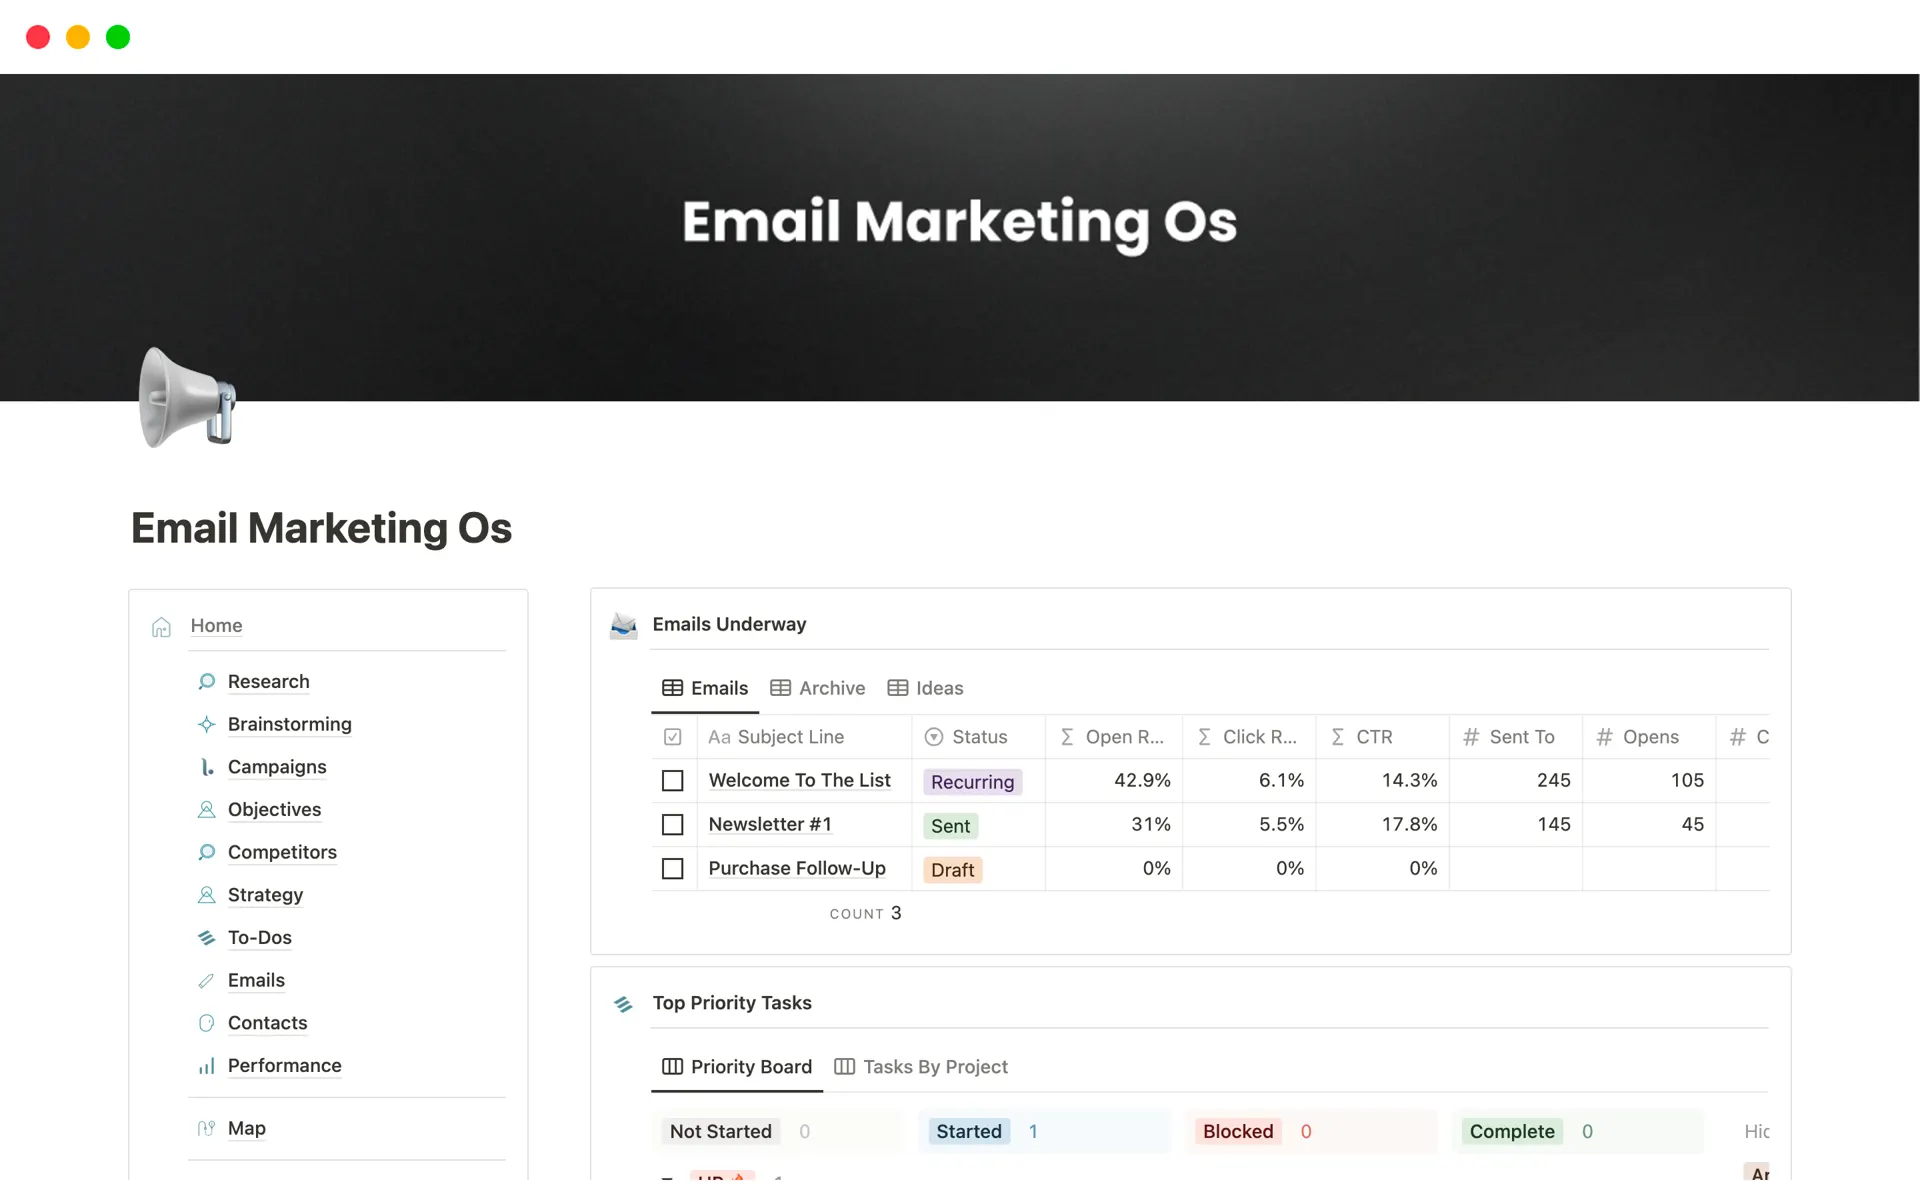 Email Marketing Os
Email Marketing Os
Home
Research
Brainstorming
Campaigns
Objectives
Competitors
Strategy
To-Dos
Emails
Contacts
Performance
Map
Emails Underway
Emails Archive Ideas
Aa Subject Line Status Σ Open R... Σ Click R... Σ CTR # Sent To # Opens # C
Welcome To The List Recurring 42.9% 6.1% 14.3% 245 105
Newsletter #1 Sent 31% 5.5% 17.8% 145 45
Purchase Follow-Up Draft 0% 0% 0%
COUNT 3
Top Priority Tasks
Priority Board Tasks By Project
Not Started 0 Started 1 Blocked 0 Complete 0